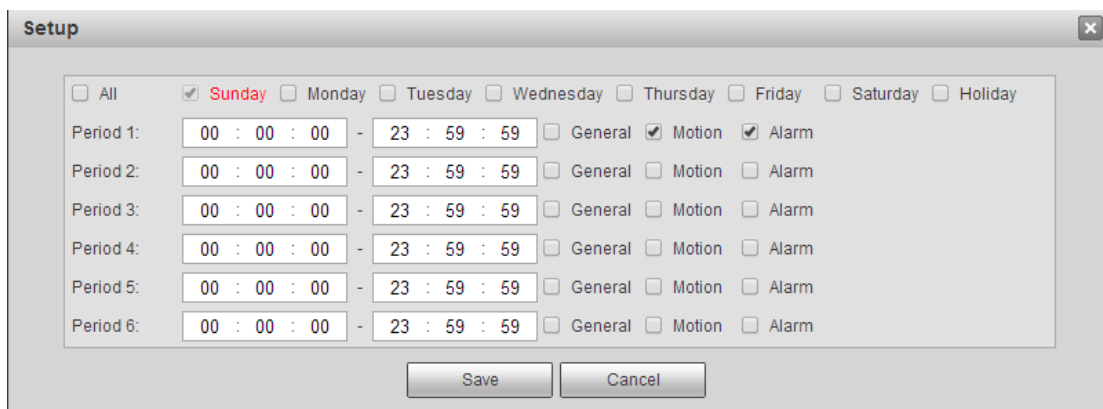 Setup
All Sunday Monday Tuesday Wednesday Thursday Friday Saturday Holiday
Period 1: 00 : 00 : 00 - 23 : 59 : 59 General Motion Alarm
Period 2: 00 : 00 : 00 - 23 : 59 : 59 General Motion Alarm
Period 3: 00 : 00 : 00 - 23 : 59 : 59 General Motion Alarm
Period 4: 00 : 00 : 00 - 23 : 59 : 59 General Motion Alarm
Period 5: 00 : 00 : 00 - 23 : 59 : 59 General Motion Alarm
Period 6: 00 : 00 : 00 - 23 : 59 : 59 General Motion Alarm
Save Cancel